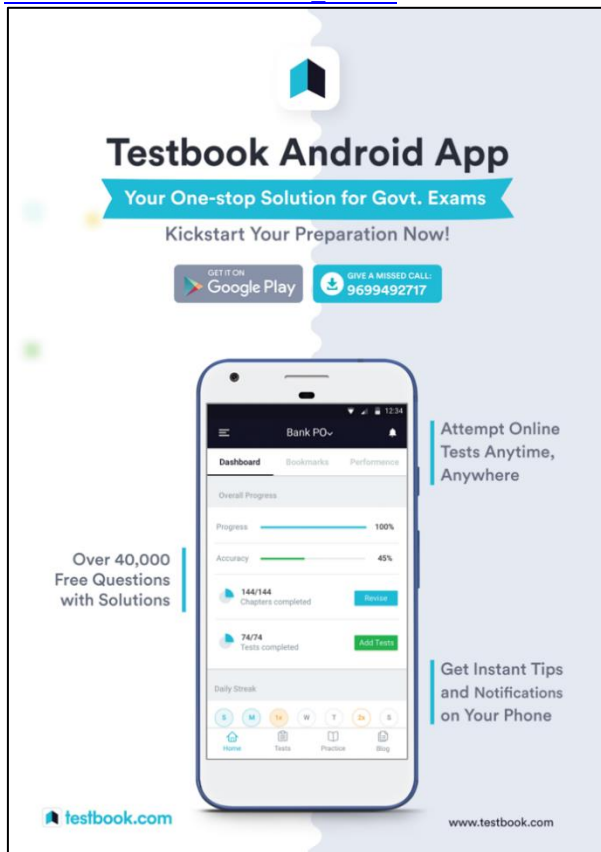 Testbook Android App
Your One-stop Solution for Govt. Exams
Kickstart Your Preparation Now!
GET IT ON
Google Play
GIVE A MISSED CALL:
9699492717
12:34
Bank PO
Dashboard Bookmarks Performence
Overall Progress
Progress 100%
Accuracy 45%
144/144
Chapters completed
Revise
74/74
Tests completed
Add Tests
Daily Streak
S M 1x W T 2x S
Home Tests Practice Blog
Attempt Online
Tests Anytime,
Anywhere
Over 40,000
Free Questions
with Solutions
Get Instant Tips
and Notifications
on Your Phone
testbook.com
www.testbook.com